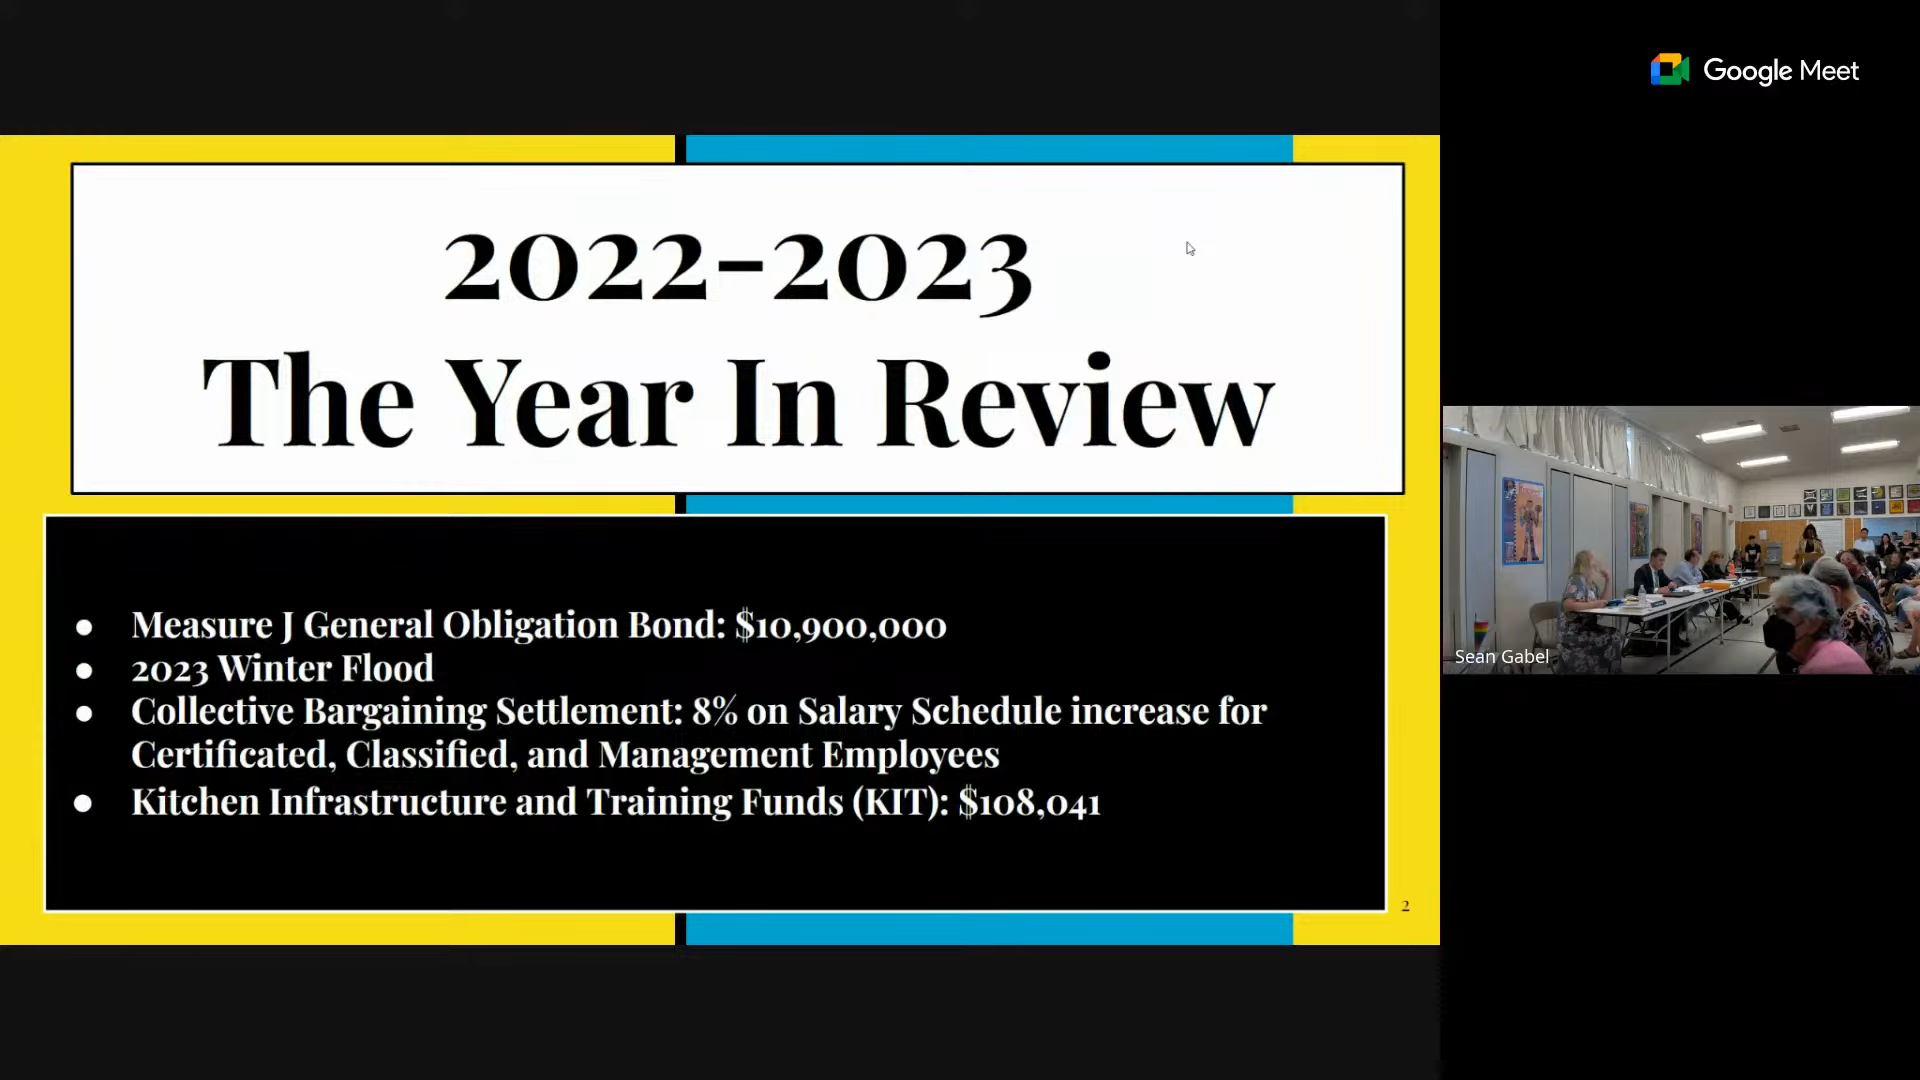 Google Meet
2022-2023
The Year In Review
● Measure J General Obligation Bond: $10,900,000
● 2023 Winter Flood
● Collective Bargaining Settlement: 8% on Salary Schedule increase for
Certificated, Classified, and Management Employees
● Kitchen Infrastructure and Training Funds (KIT): $108,041
2
Sean Gabel